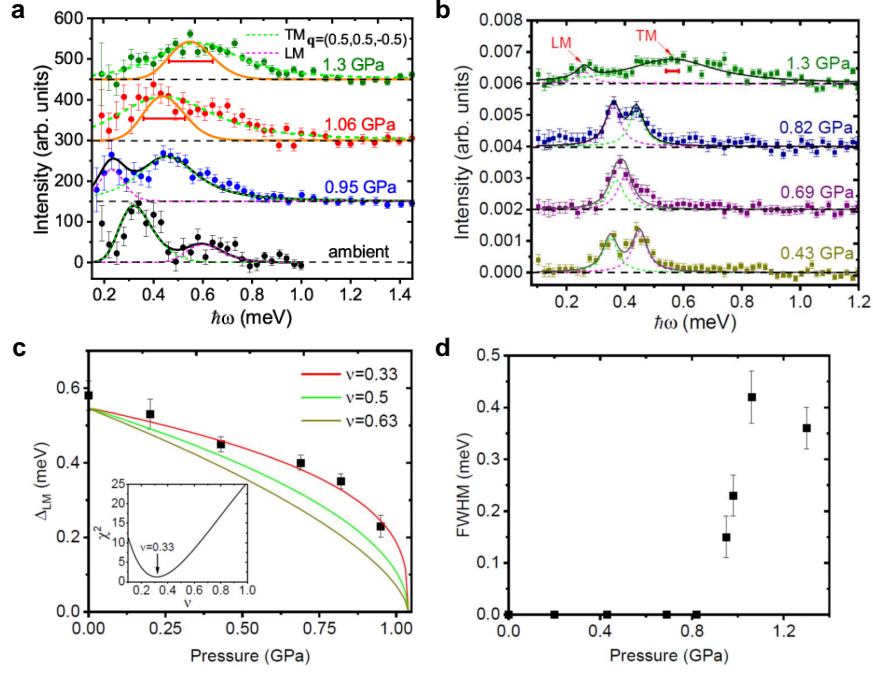 a
Intensity (arb. units)
500
400
300
200
100
0
TM q=(0.5,0.5,-0.5)
LM
1.3 GPa
1.06 GPa
0.95 GPa
ambient
0.2 0.4 0.6 0.8 1.0 1.2 1.4
ħω (meV)
b
Intensity (arb. units)
0.008
0.007
0.006
0.005
0.004
0.003
0.002
0.001
0.000
LM
TM
1.3 GPa
0.82 GPa
0.69 GPa
0.43 GPa
0.2 0.4 0.6 0.8 1.0 1.2
ħω (meV)
c
Δ_LM (meV)
0.6
0.4
0.2
0.0
ν=0.33
ν=0.5
ν=0.63
χ²
25
20
15
10
5
0
ν=0.33
0.2 0.4 0.6 0.8 1.0
ν
0.00 0.25 0.50 0.75 1.00
Pressure (GPa)
d
FWHM (meV)
0.5
0.4
0.3
0.2
0.1
0.0
0.0 0.4 0.8 1.2
Pressure (GPa)